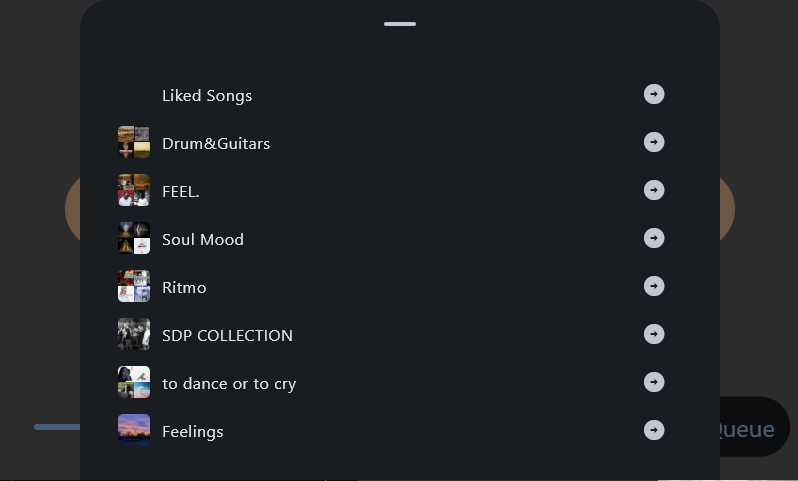 Liked Songs
Drum&Guitars
FEEL.
Soul Mood
Ritmo
SDP COLLECTION
to dance or to cry
Feelings
Queue